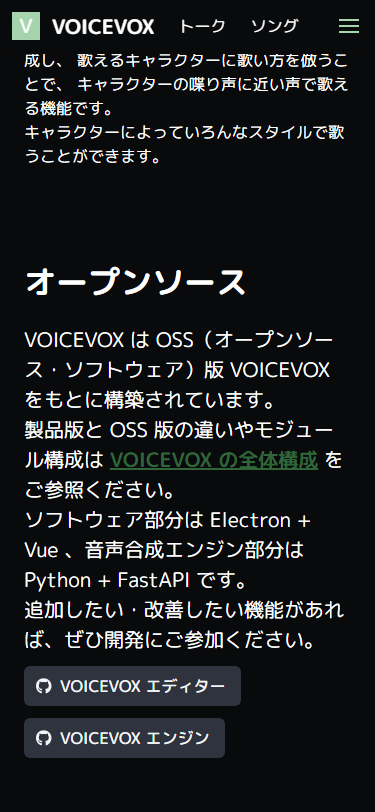 V VOICEVOX トーク ソング
成し、 歌えるキャラクターに歌い方を倣うこ
とで、 キャラクターの喋り声に近い声で歌え
る機能です。
キャラクターによっていろんなスタイルで歌
うことができます。
オープンソース
VOICEVOX は OSS（オープンソー
ス・ソフトウェア）版 VOICEVOX
をもとに構築されています。
製品版と OSS 版の違いやモジュー
ル構成は VOICEVOX の全体構成 を
ご参照ください。
ソフトウェア部分は Electron +
Vue 、音声合成エンジン部分は
Python + FastAPI です。
追加したい・改善したい機能があれ
ば、ぜひ開発にご参加ください。
VOICEVOX エディター
VOICEVOX エンジン